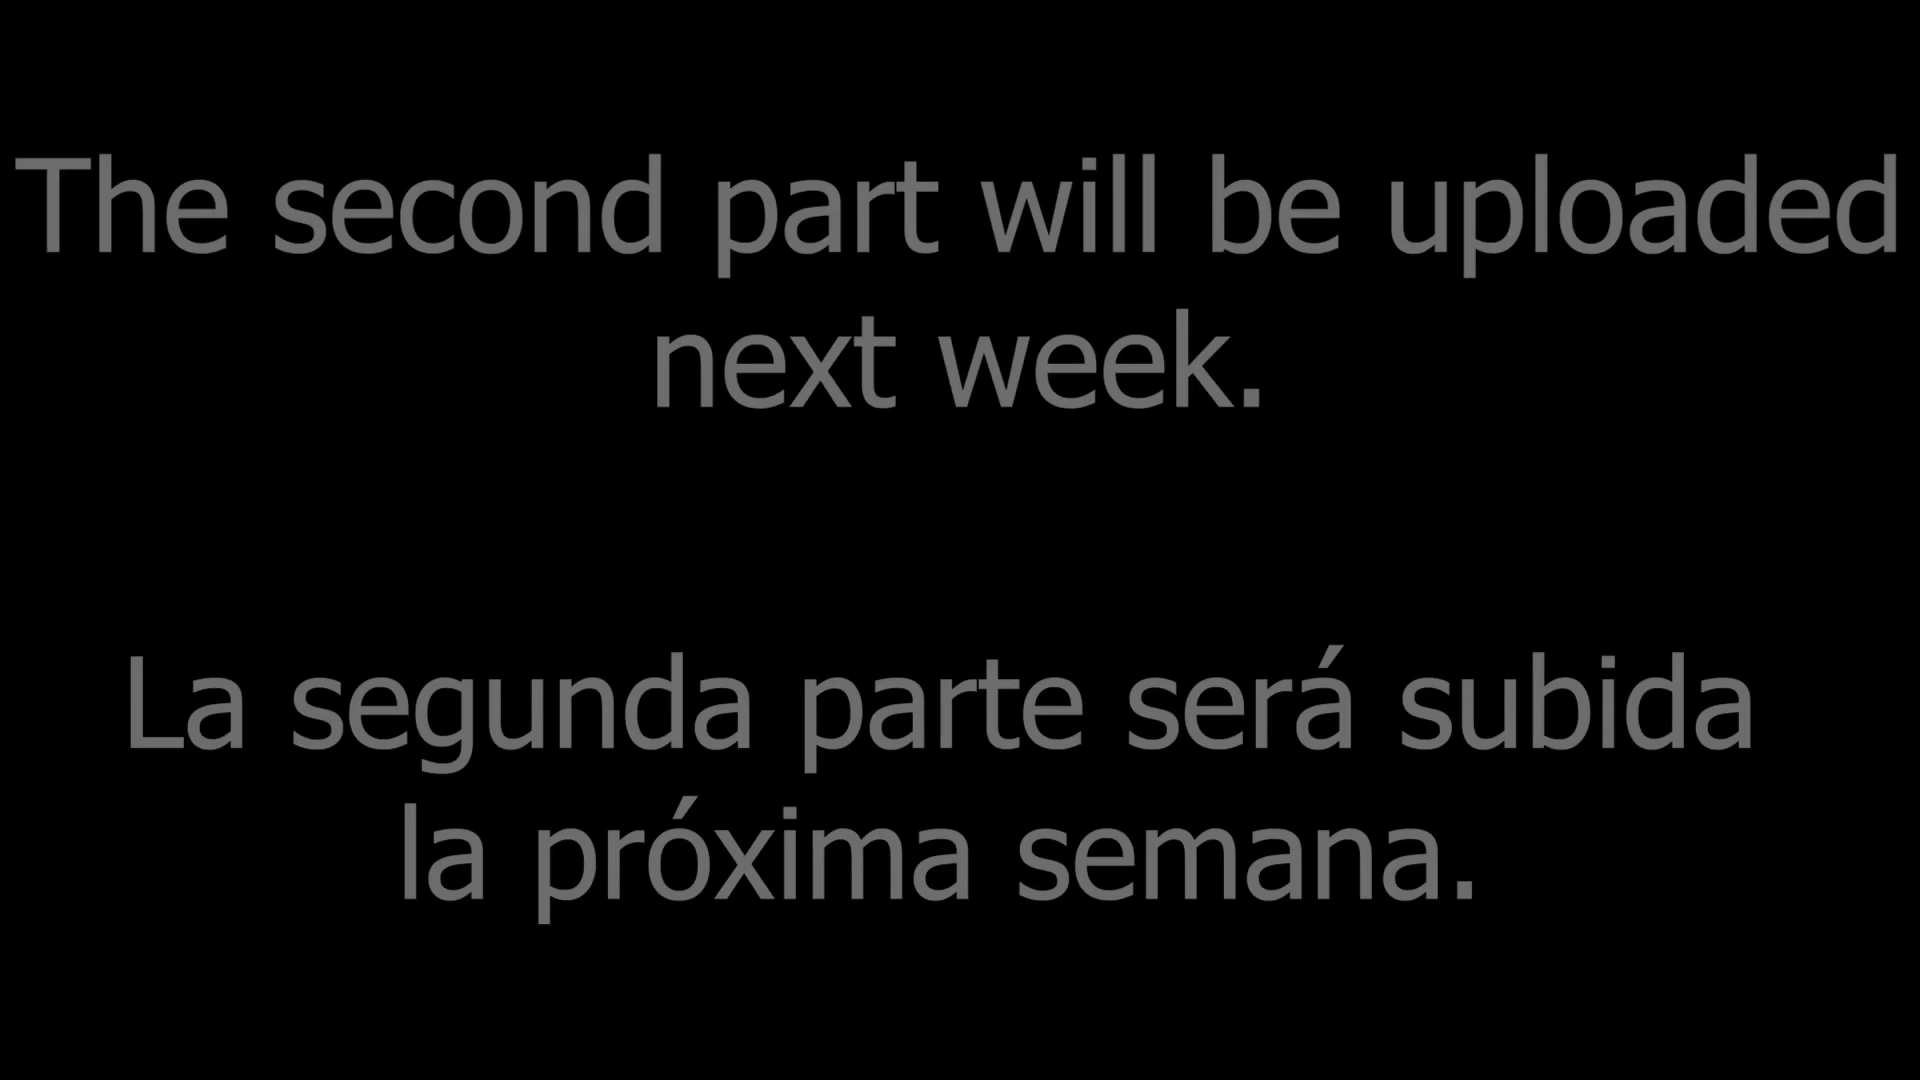 The second part will be uploaded
next week.
La segunda parte será subida
la próxima semana.